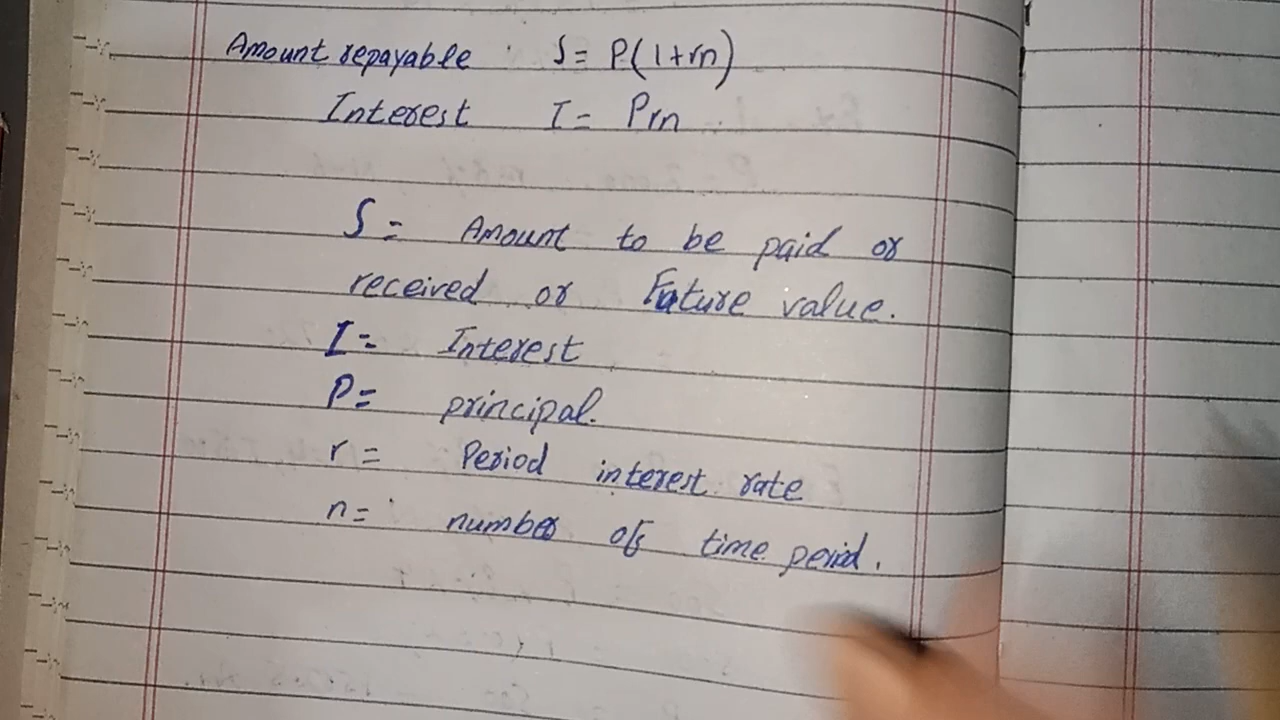 Amount repayable S = P(1+rn)
Interest I = Prn
S = Amount to be paid or
received or Future value.
I = Interest
P = principal.
r = Period interest rate
n = number of time period.